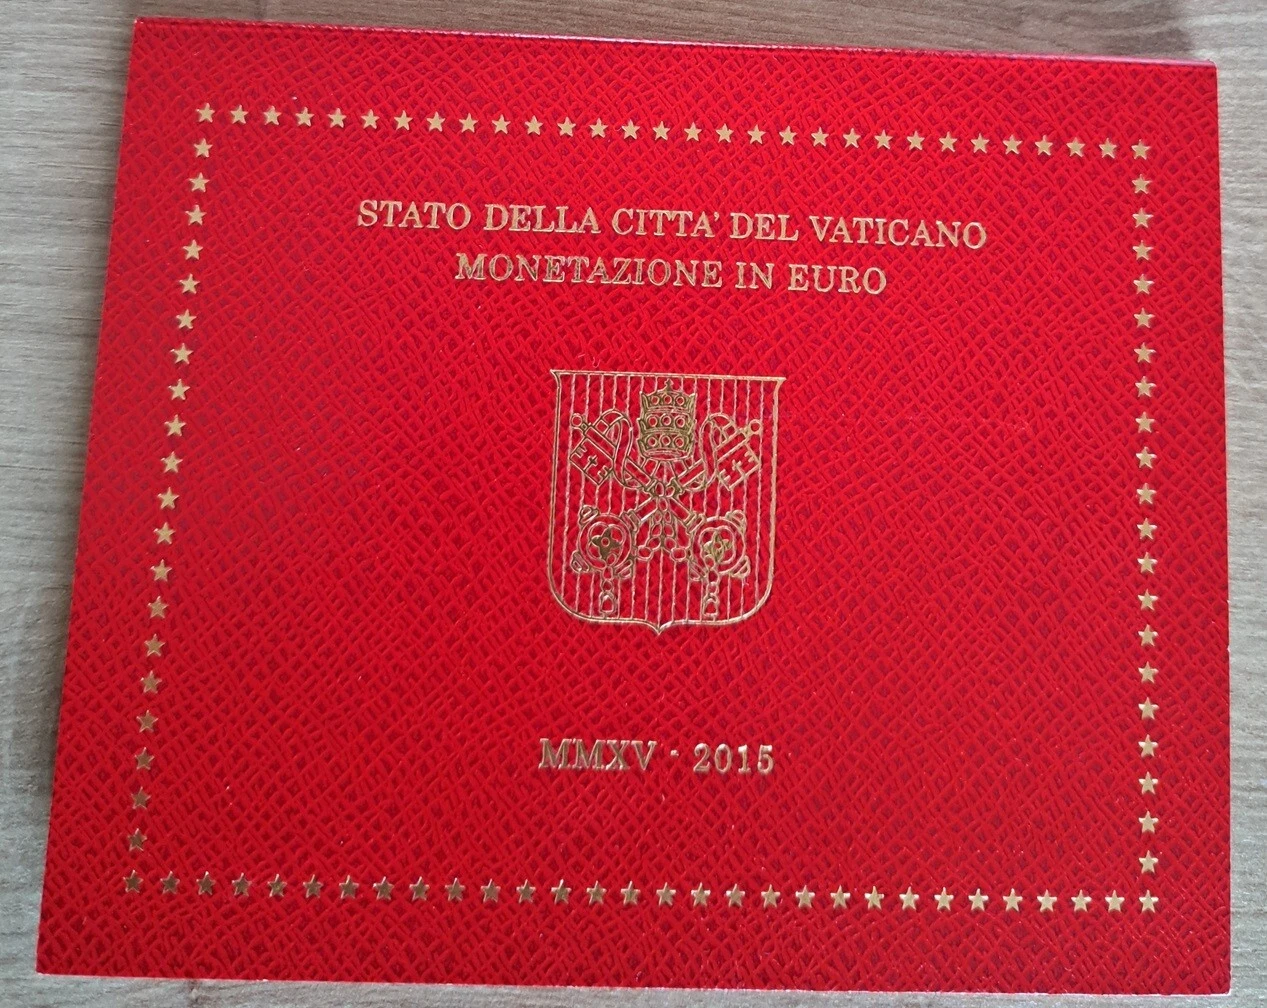 STATO DELLA CITTA' DEL VATICANO
MONETAZIONE IN EURO
MMXV · 2015